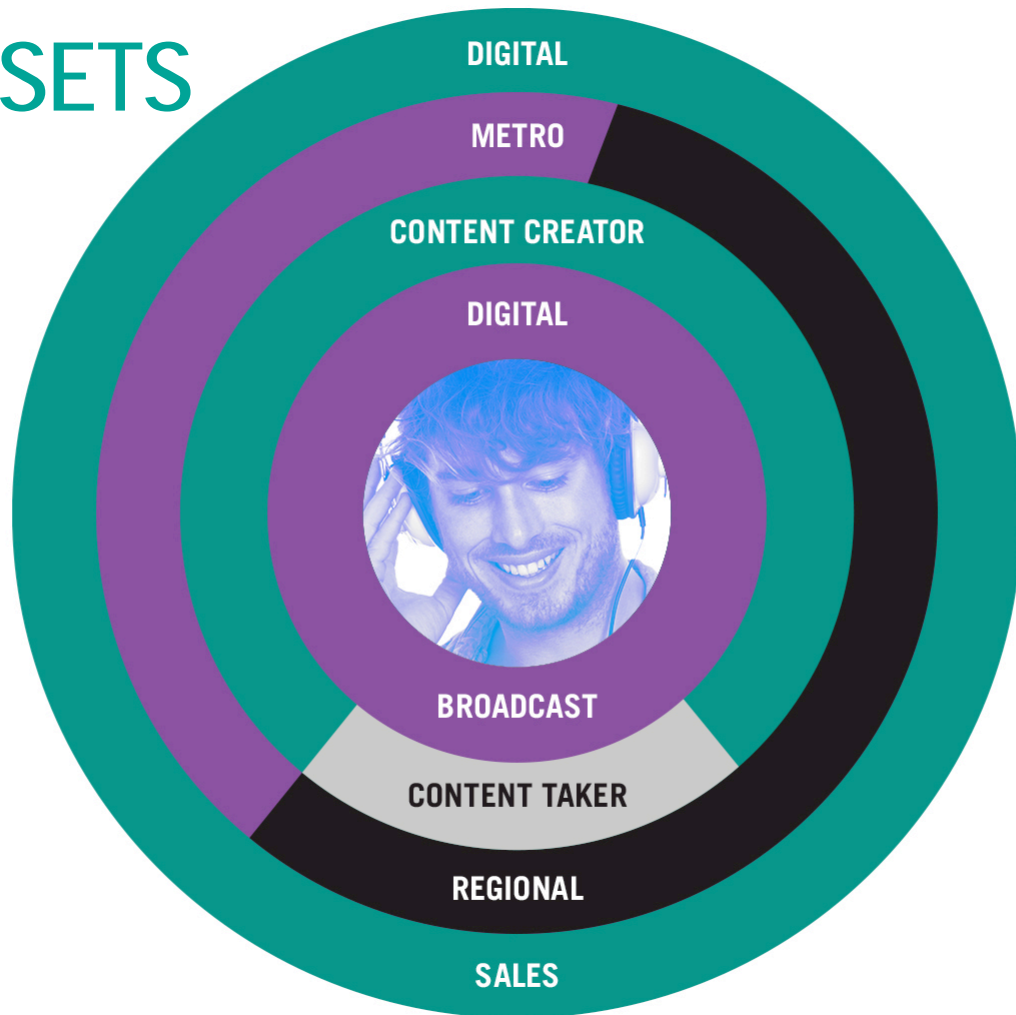 SETS
DIGITAL
METRO
CONTENT CREATOR
DIGITAL
BROADCAST
CONTENT TAKER
REGIONAL
SALES